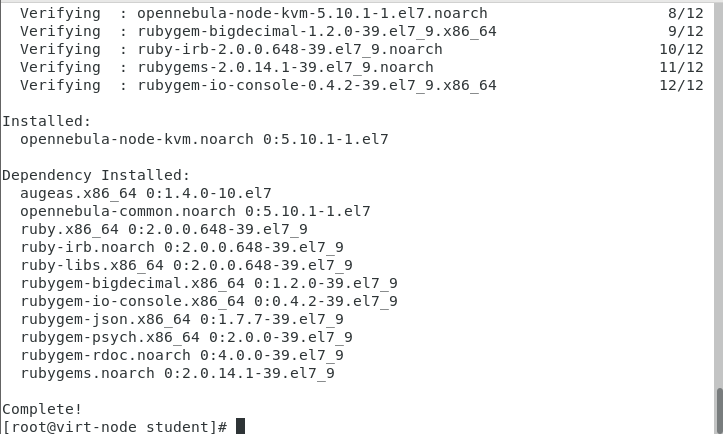 Verifying  : opennebula-node-kvm-5.10.1-1.el7.noarch                    8/12
Verifying  : rubygem-bigdecimal-1.2.0-39.el7_9.x86_64                   9/12
Verifying  : ruby-irb-2.0.0.648-39.el7_9.noarch                        10/12
Verifying  : rubygems-2.0.14.1-39.el7_9.noarch                         11/12
Verifying  : rubygem-io-console-0.4.2-39.el7_9.x86_64                  12/12
Installed:
opennebula-node-kvm.noarch 0:5.10.1-1.el7
Dependency Installed:
augeas.x86_64 0:1.4.0-10.el7
opennebula-common.noarch 0:5.10.1-1.el7
ruby.x86_64 0:2.0.0.648-39.el7_9
ruby-irb.noarch 0:2.0.0.648-39.el7_9
ruby-libs.x86_64 0:2.0.0.648-39.el7_9
rubygem-bigdecimal.x86_64 0:1.2.0-39.el7_9
rubygem-io-console.x86_64 0:0.4.2-39.el7_9
rubygem-json.x86_64 0:1.7.7-39.el7_9
rubygem-psych.x86_64 0:2.0.0-39.el7_9
rubygem-rdoc.noarch 0:4.0.0-39.el7_9
rubygems.noarch 0:2.0.14.1-39.el7_9
Complete!
[root@virt-node student]#